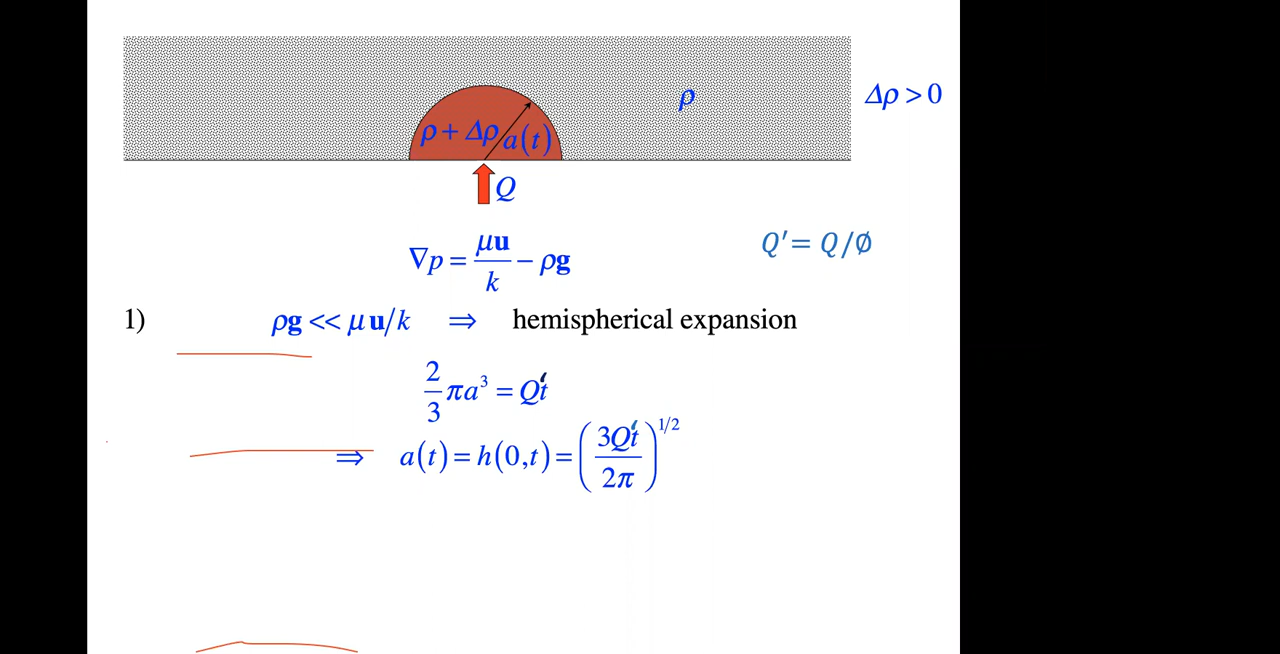 ρ Δρ > 0
ρ + Δρ a(t)
Q
∇p = μu/k − ρg Q′ = Q/∅
1) ρg << μu/k ⇒ hemispherical expansion
2/3 πa³ = Q′t
⇒ a(t) = h(0,t) = (3Q′t/2π)^1/2